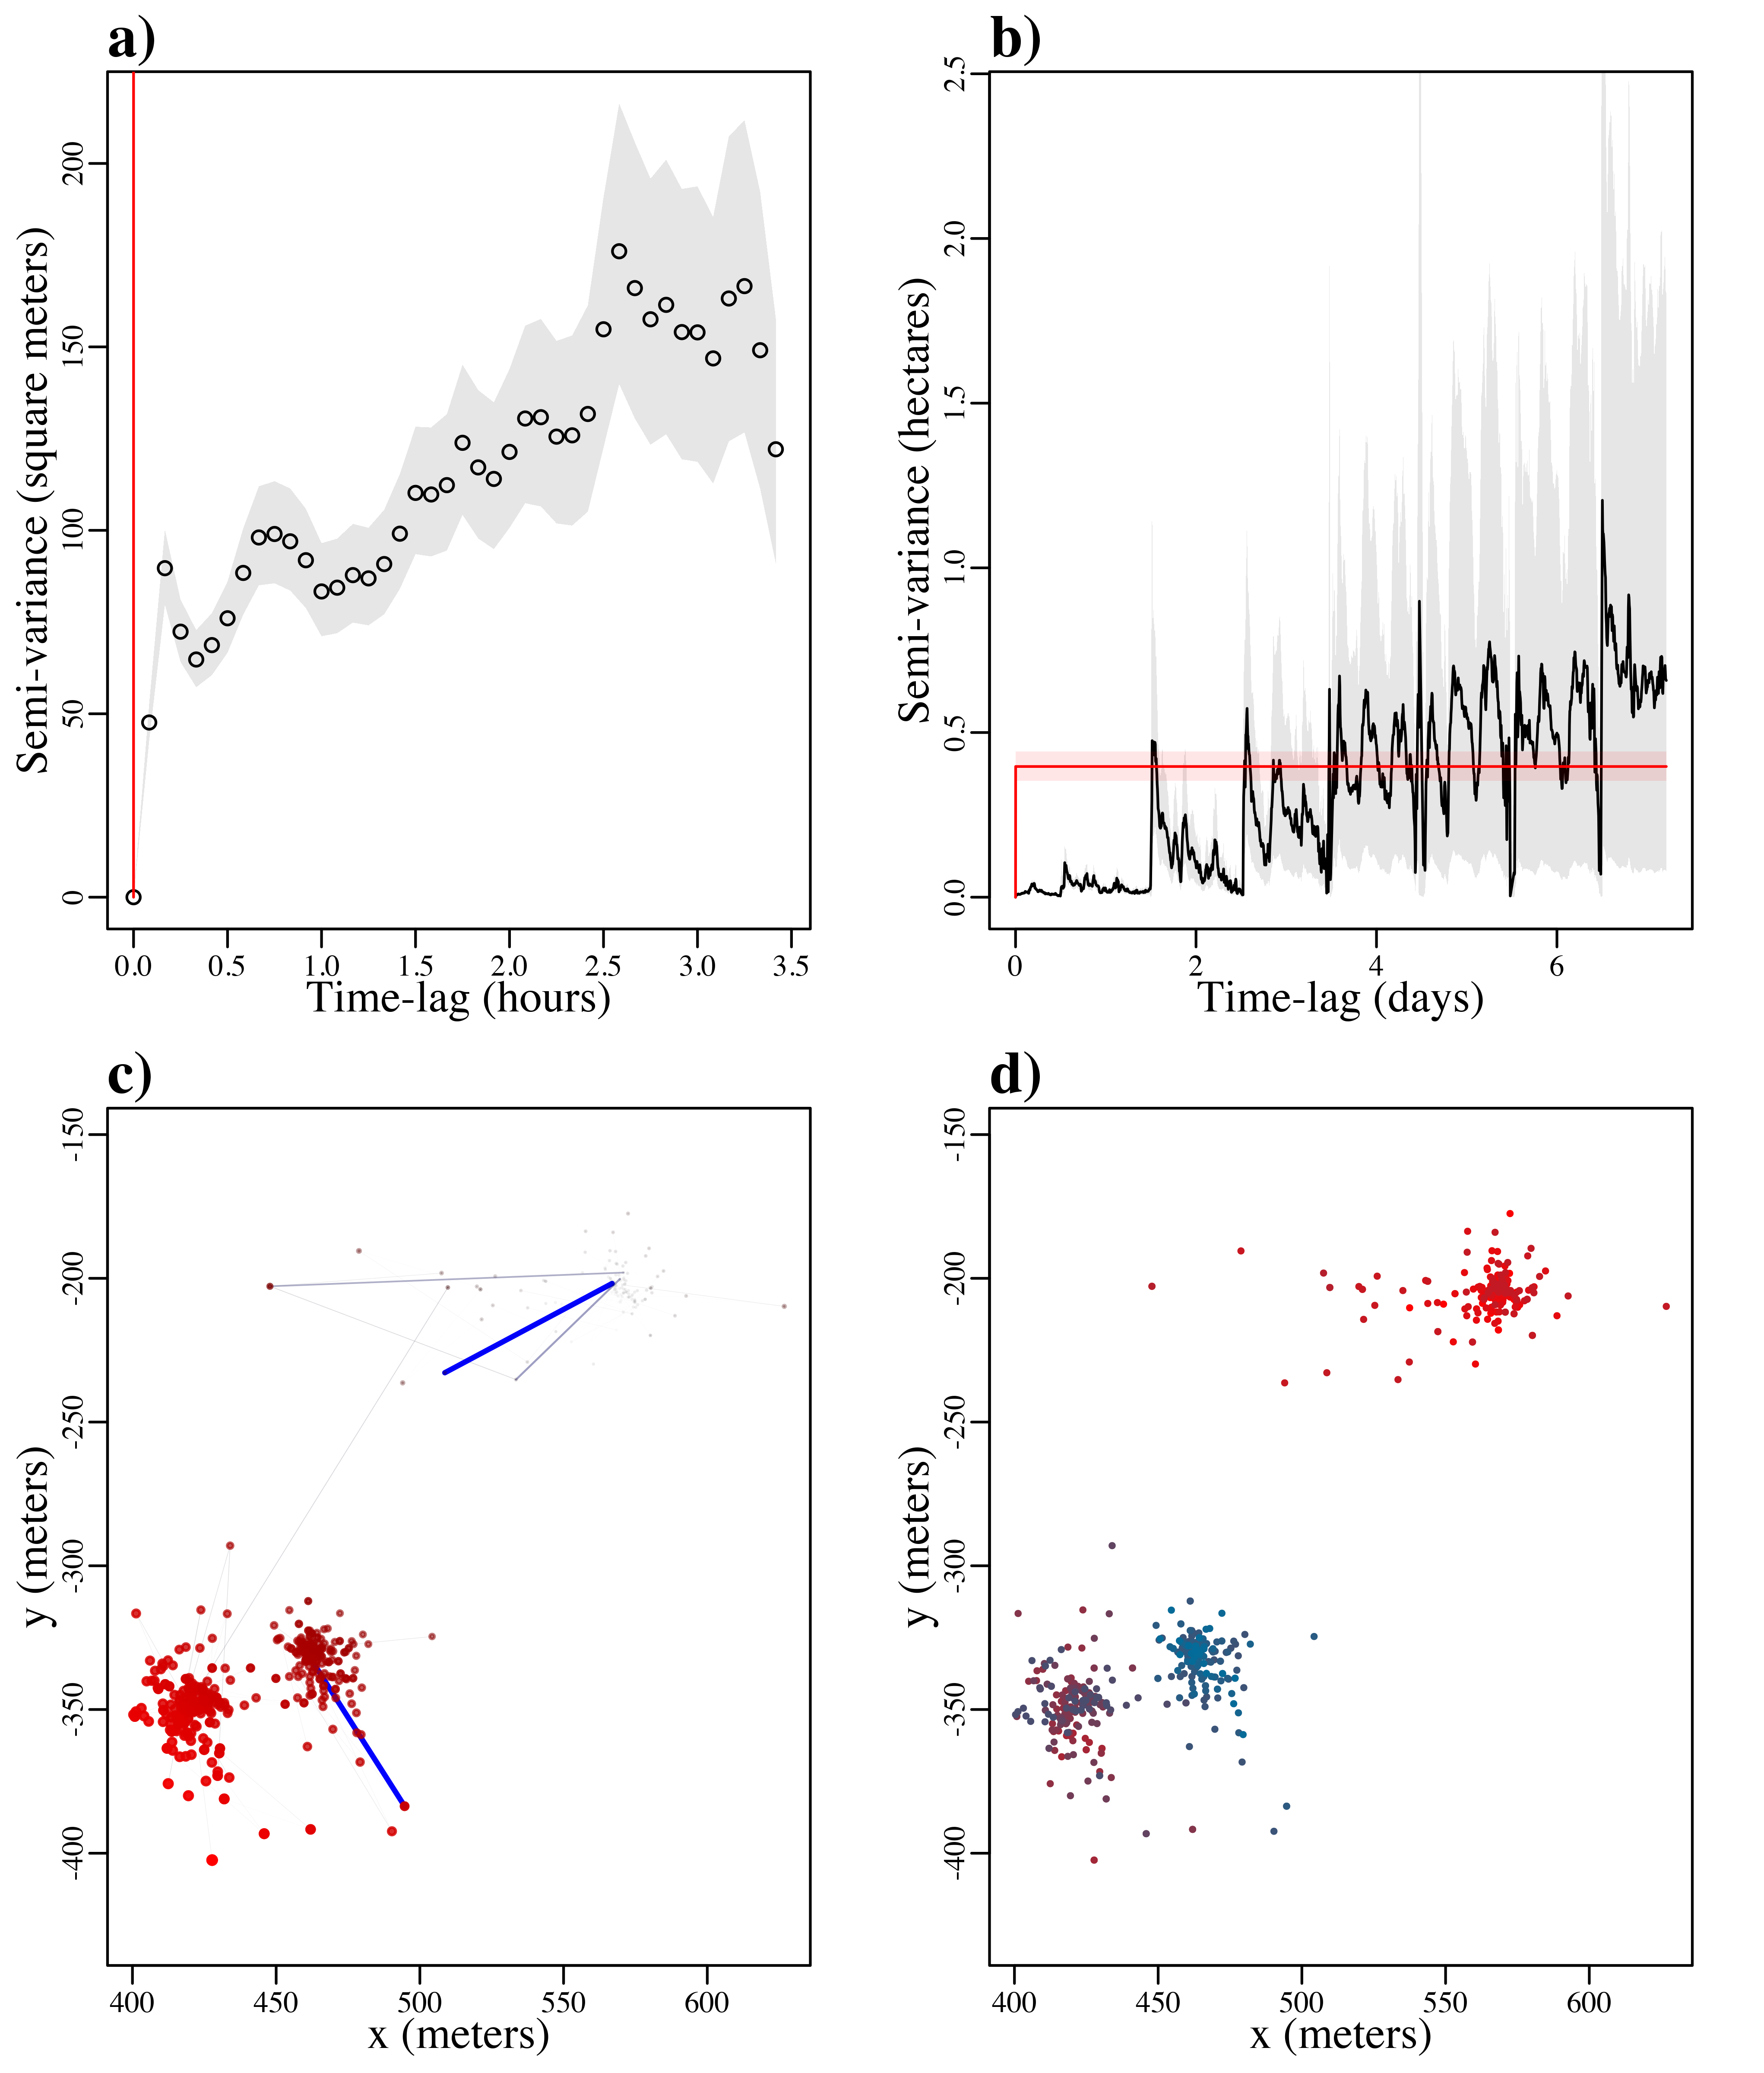 a)
Semi-variance (square meters)
0 50 100 150 200
0.0 0.5 1.0 1.5 2.0 2.5 3.0 3.5
Time-lag (hours)
b)
Semi-variance (hectares)
0.0 0.5 1.0 1.5 2.0 2.5
0 2 4 6
Time-lag (days)
c)
y (meters)
-400 -350 -300 -250 -200 -150
400 450 500 550 600
x (meters)
d)
y (meters)
-400 -350 -300 -250 -200 -150
400 450 500 550 600
x (meters)